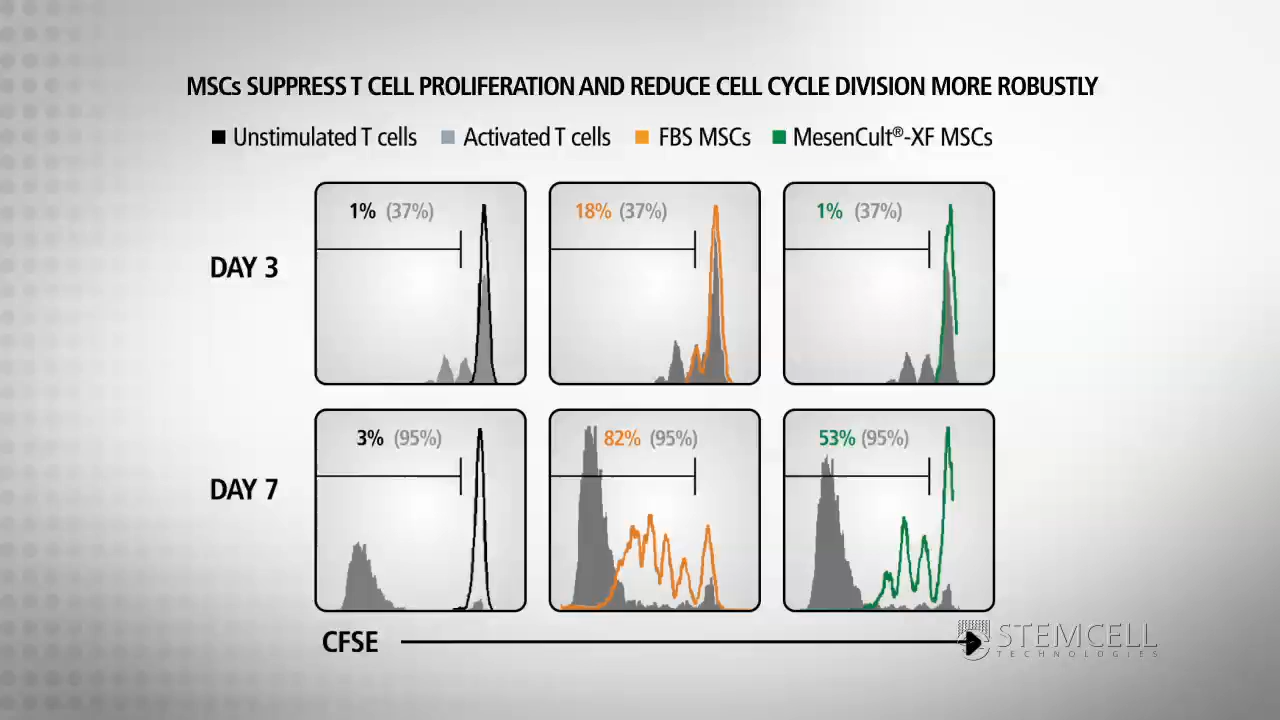 MSCs SUPPRESS T CELL PROLIFERATION AND REDUCE CELL CYCLE DIVISION MORE ROBUSTLY
Unstimulated T cells Activated T cells FBS MSCs MesenCult®-XF MSCs
DAY 3
1% (37%) 18% (37%) 1% (37%)
DAY 7
3% (95%) 82% (95%) 53% (95%)
CFSE
STEMCELL
TECHNOLOGIES